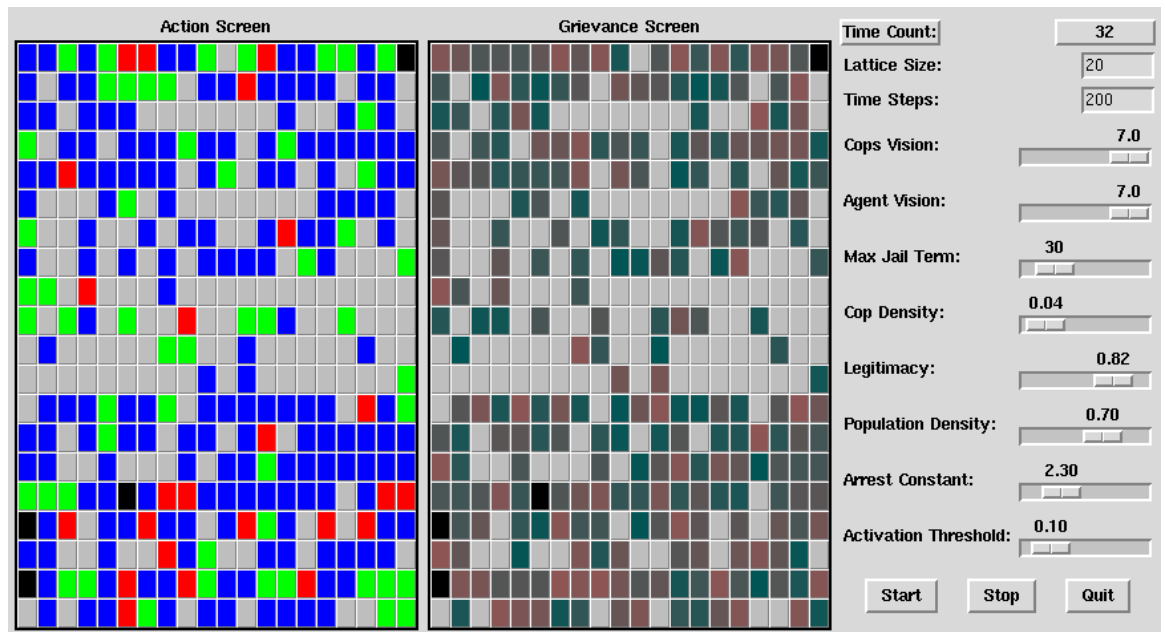 Action Screen
Grievance Screen
Time Count: 32
Lattice Size: 20
Time Steps: 200
7.0
Cops Vision:
7.0
Agent Vision:
30
Max Jail Term:
0.04
Cop Density:
0.82
Legitimacy:
0.70
Population Density:
2.30
Arrest Constant:
0.10
Activation Threshold:
Start Stop Quit